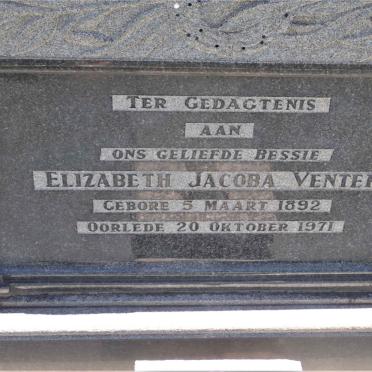 TER GEDAGTENIS
AAN
ONS GELIEFDE BESSIE
ELIZABETH JACOBA VENTER
GEBORE 5 MAART 1892
OORLEDE 20 OKTOBER 1971